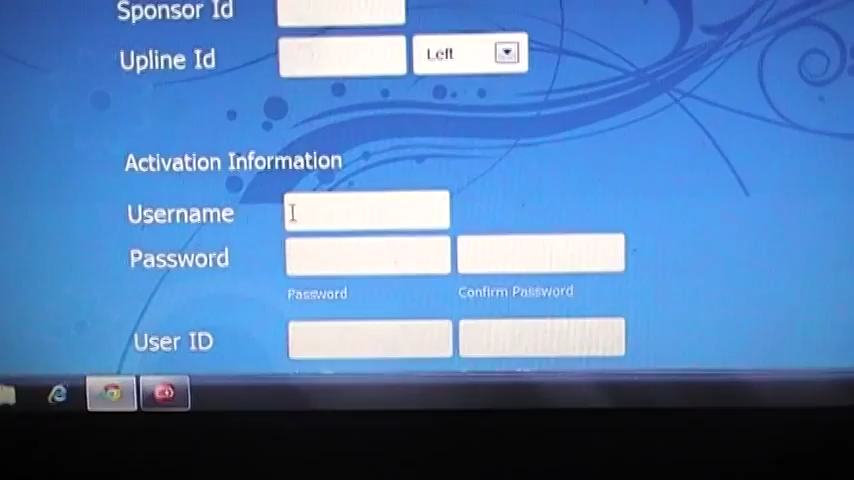 Sponsor Id
Upline Id
Left
Activation Information
Username
Password
Password
Confirm Password
User ID